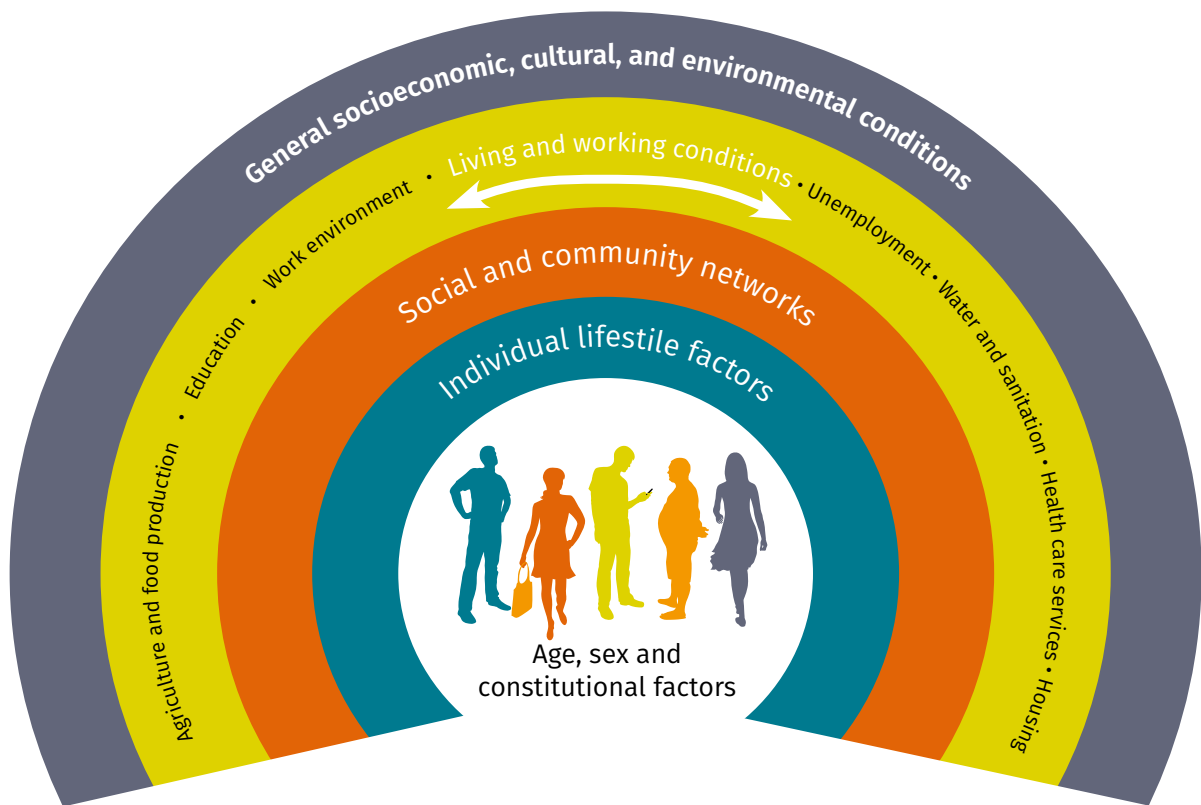 General socioeconomic, cultural, and environmental conditions
Living and working conditions
Agriculture and food production • Education • Work environment •
• Unemployment • Water and sanitation • Health care services • Housing
Social and community networks
Individual lifestile factors
Age, sex and
constitutional factors